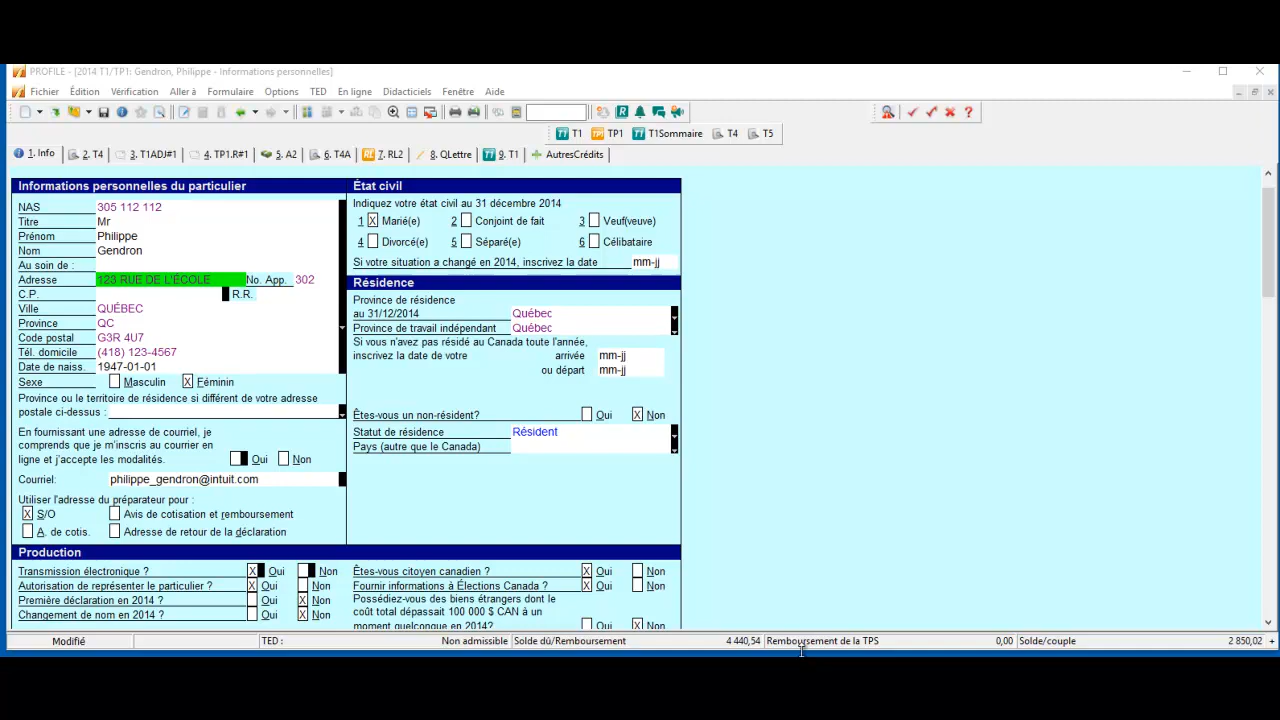 PROFILE - [2014 T1/TP1: Gendron, Philippe - Informations personnelles]
Fichier Édition Vérification Aller à Formulaire Options TED En ligne Didacticiels Fenêtre Aide
T1 TP1 T1Sommaire T4 T5
1. Info 2. T4 3. T1ADJ#1 4. TP1.R#1 5. A2 6. T4A 7. RL2 8. QLettre 9. T1 AutresCrédits
Informations personnelles du particulier
NAS 305 112 112
Titre Mr
Prénom Philippe
Nom Gendron
Au soin de :
Adresse 123 RUE DE L'ÉCOLE No. App. 302
C.P. R.R.
Ville QUÉBEC
Province QC
Code postal G3R 4U7
Tél. domicile (418) 123-4567
Date de naiss. 1947-01-01
Sexe Masculin X Féminin
Province ou le territoire de résidence si différent de votre adresse
postale ci-dessus :
En fournissant une adresse de courriel, je
comprends que je m'inscris au courrier en
ligne et j'accepte les modalités. Oui Non
Courriel: philippe_gendron@intuit.com
Utiliser l'adresse du préparateur pour :
X S/O Avis de cotisation et remboursement
A. de cotis. Adresse de retour de la déclaration
État civil
Indiquez votre état civil au 31 décembre 2014
1 X Marié(e) 2 Conjoint de fait 3 Veuf(veuve)
4 Divorcé(e) 5 Séparé(e) 6 Célibataire
Si votre situation a changé en 2014, inscrivez la date mm-jj
Résidence
Province de résidence
au 31/12/2014 Québec
Province de travail indépendant Québec
Si vous n'avez pas résidé au Canada toute l'année,
inscrivez la date de votre arrivée mm-jj
ou départ mm-jj
Êtes-vous un non-résident? Oui X Non
Statut de résidence Résident
Pays (autre que le Canada)
Production
Transmission électronique ? X Oui Non
Autorisation de représenter le particulier ? X Oui Non
Première déclaration en 2014 ? Oui X Non
Changement de nom en 2014 ? Oui X Non
Êtes-vous citoyen canadien ? X Oui Non
Fournir informations à Élections Canada ? X Oui Non
Possédiez-vous des biens étrangers dont le
coût total dépassait 100 000 $ CAN à un
moment quelconque en 2014? Oui X Non
Modifié TED : Non admissible Solde dû/Remboursement 4 440,54 Remboursement de la TPS 0,00 Solde/couple 2 850,02 +